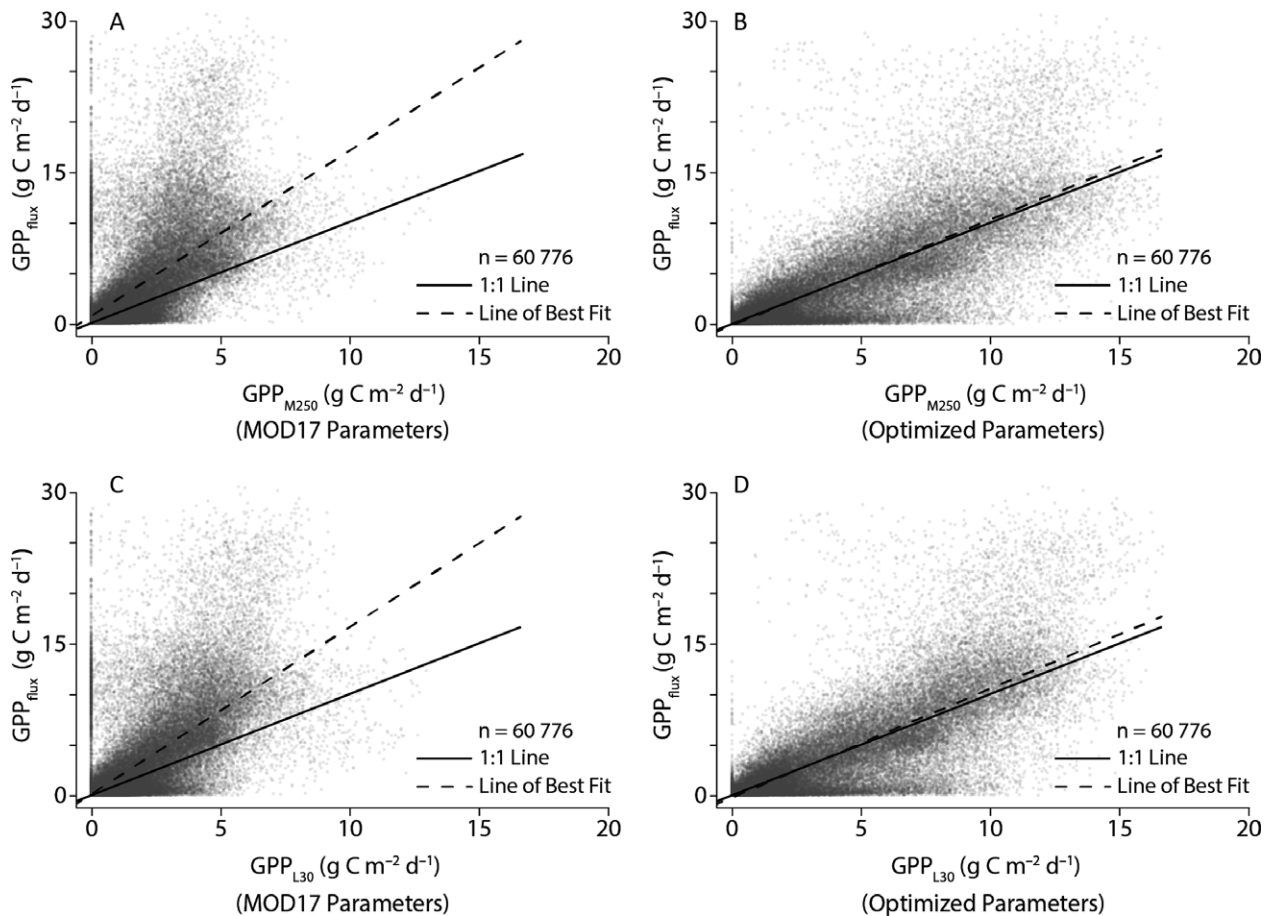 A
30
15
0
GPPflux (g C m−2 d−1)
n = 60 776
1:1 Line
Line of Best Fit
0 5 10 15 20
GPPM250 (g C m−2 d−1)
(MOD17 Parameters)
B
30
15
0
GPPflux (g C m−2 d−1)
n = 60 776
1:1 Line
Line of Best Fit
0 5 10 15 20
GPPM250 (g C m−2 d−1)
(Optimized Parameters)
C
30
15
0
GPPflux (g C m−2 d−1)
n = 60 776
1:1 Line
Line of Best Fit
0 5 10 15 20
GPPL30 (g C m−2 d−1)
(MOD17 Parameters)
D
30
15
0
GPPflux (g C m−2 d−1)
n = 60 776
1:1 Line
Line of Best Fit
0 5 10 15 20
GPPL30 (g C m−2 d−1)
(Optimized Parameters)